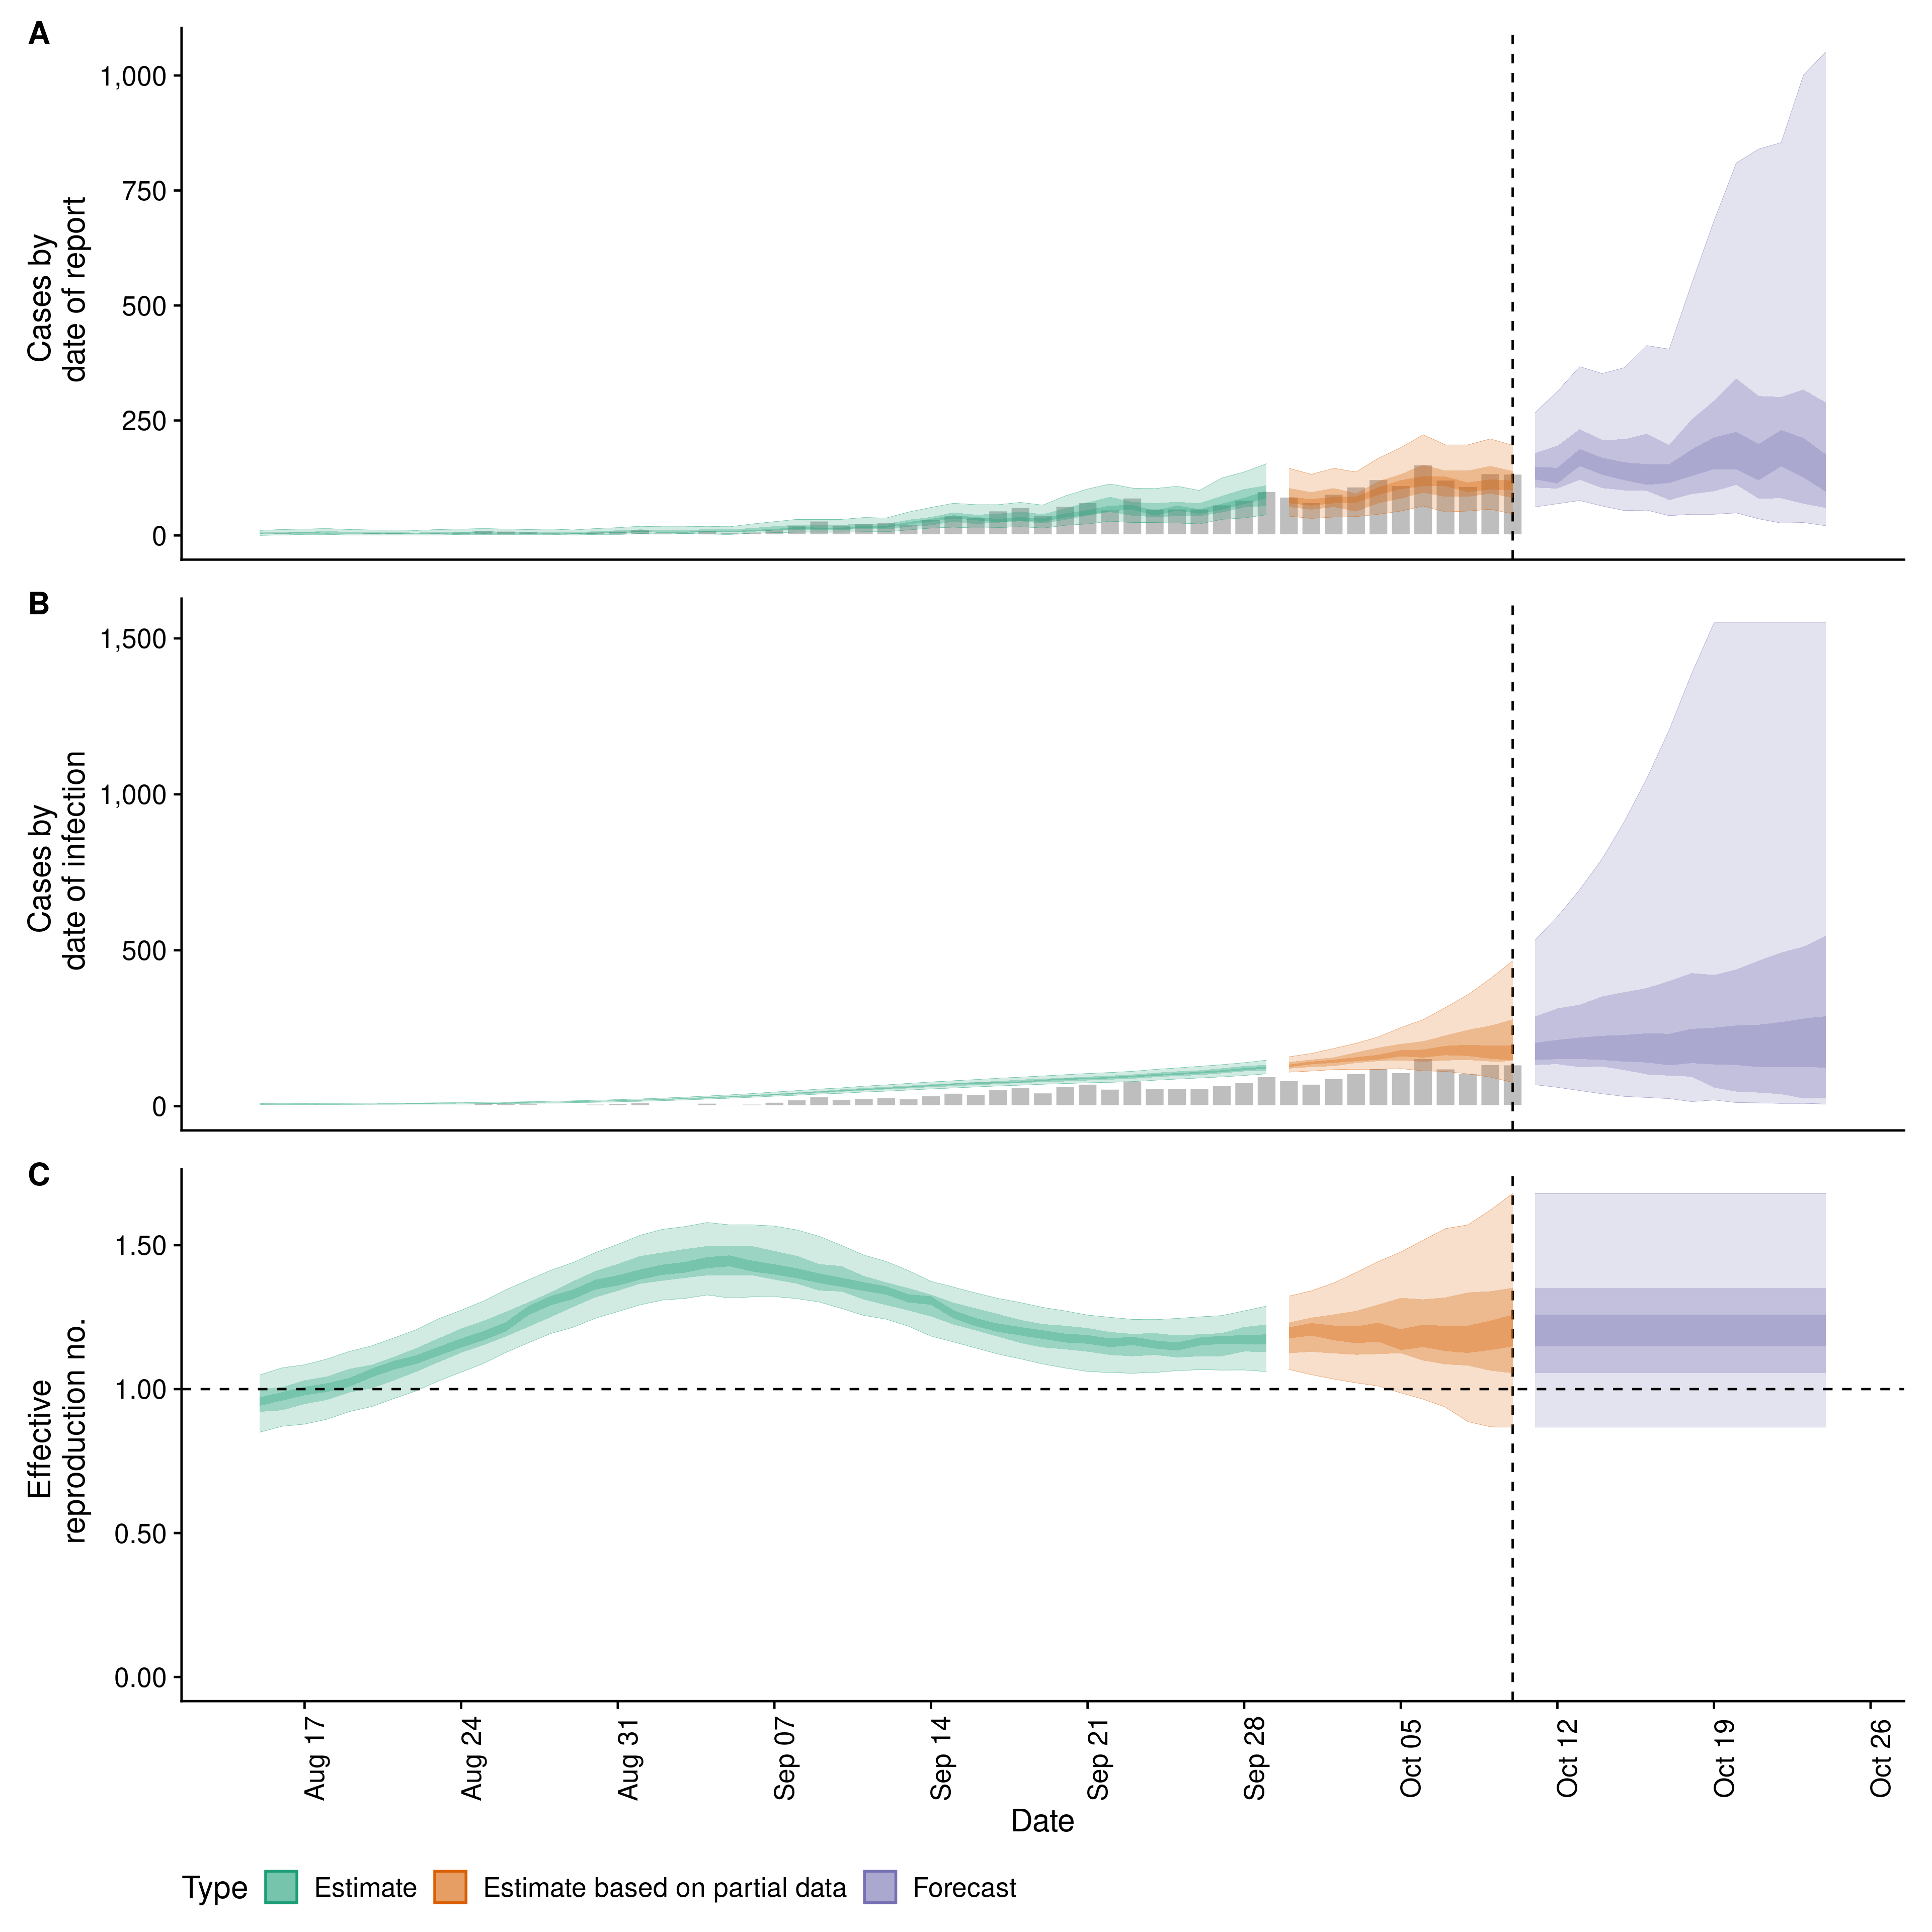 A
Cases by
date of report
1,000
750
500
250
0
B
Cases by
date of infection
1,500
1,000
500
0
C
Effective
reproduction no.
1.50
1.00
0.50
0.00
Aug 17
Aug 24
Aug 31
Sep 07
Sep 14
Sep 21
Sep 28
Oct 05
Oct 12
Oct 19
Oct 26
Date
Type Estimate Estimate based on partial data Forecast